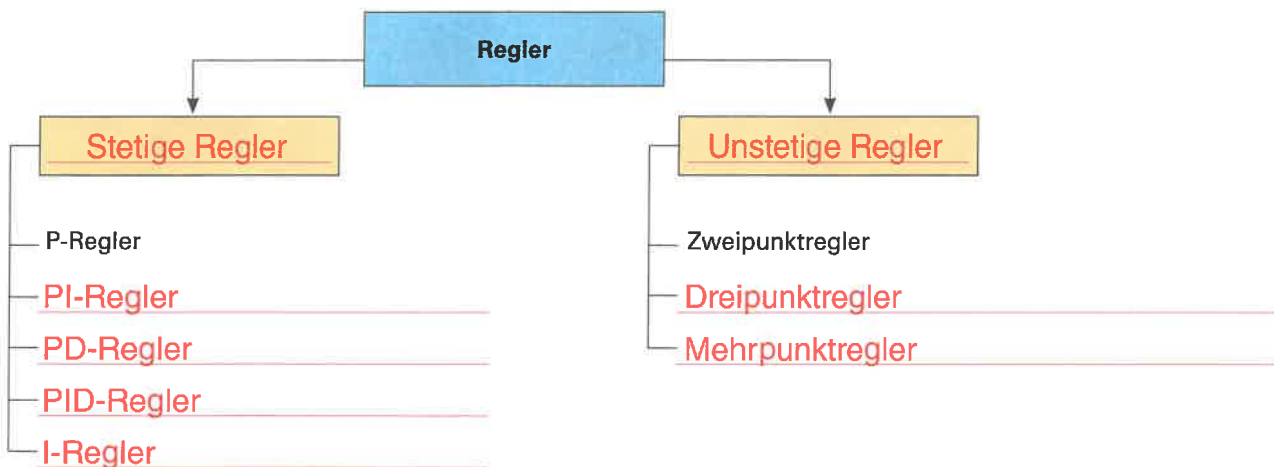 Regler
Stetige Regler
P-Regler
PI-Regler
PD-Regler
PID-Regler
I-Regler
Unstetige Regler
Zweipunktregler
Dreipunktregler
Mehrpunktregler